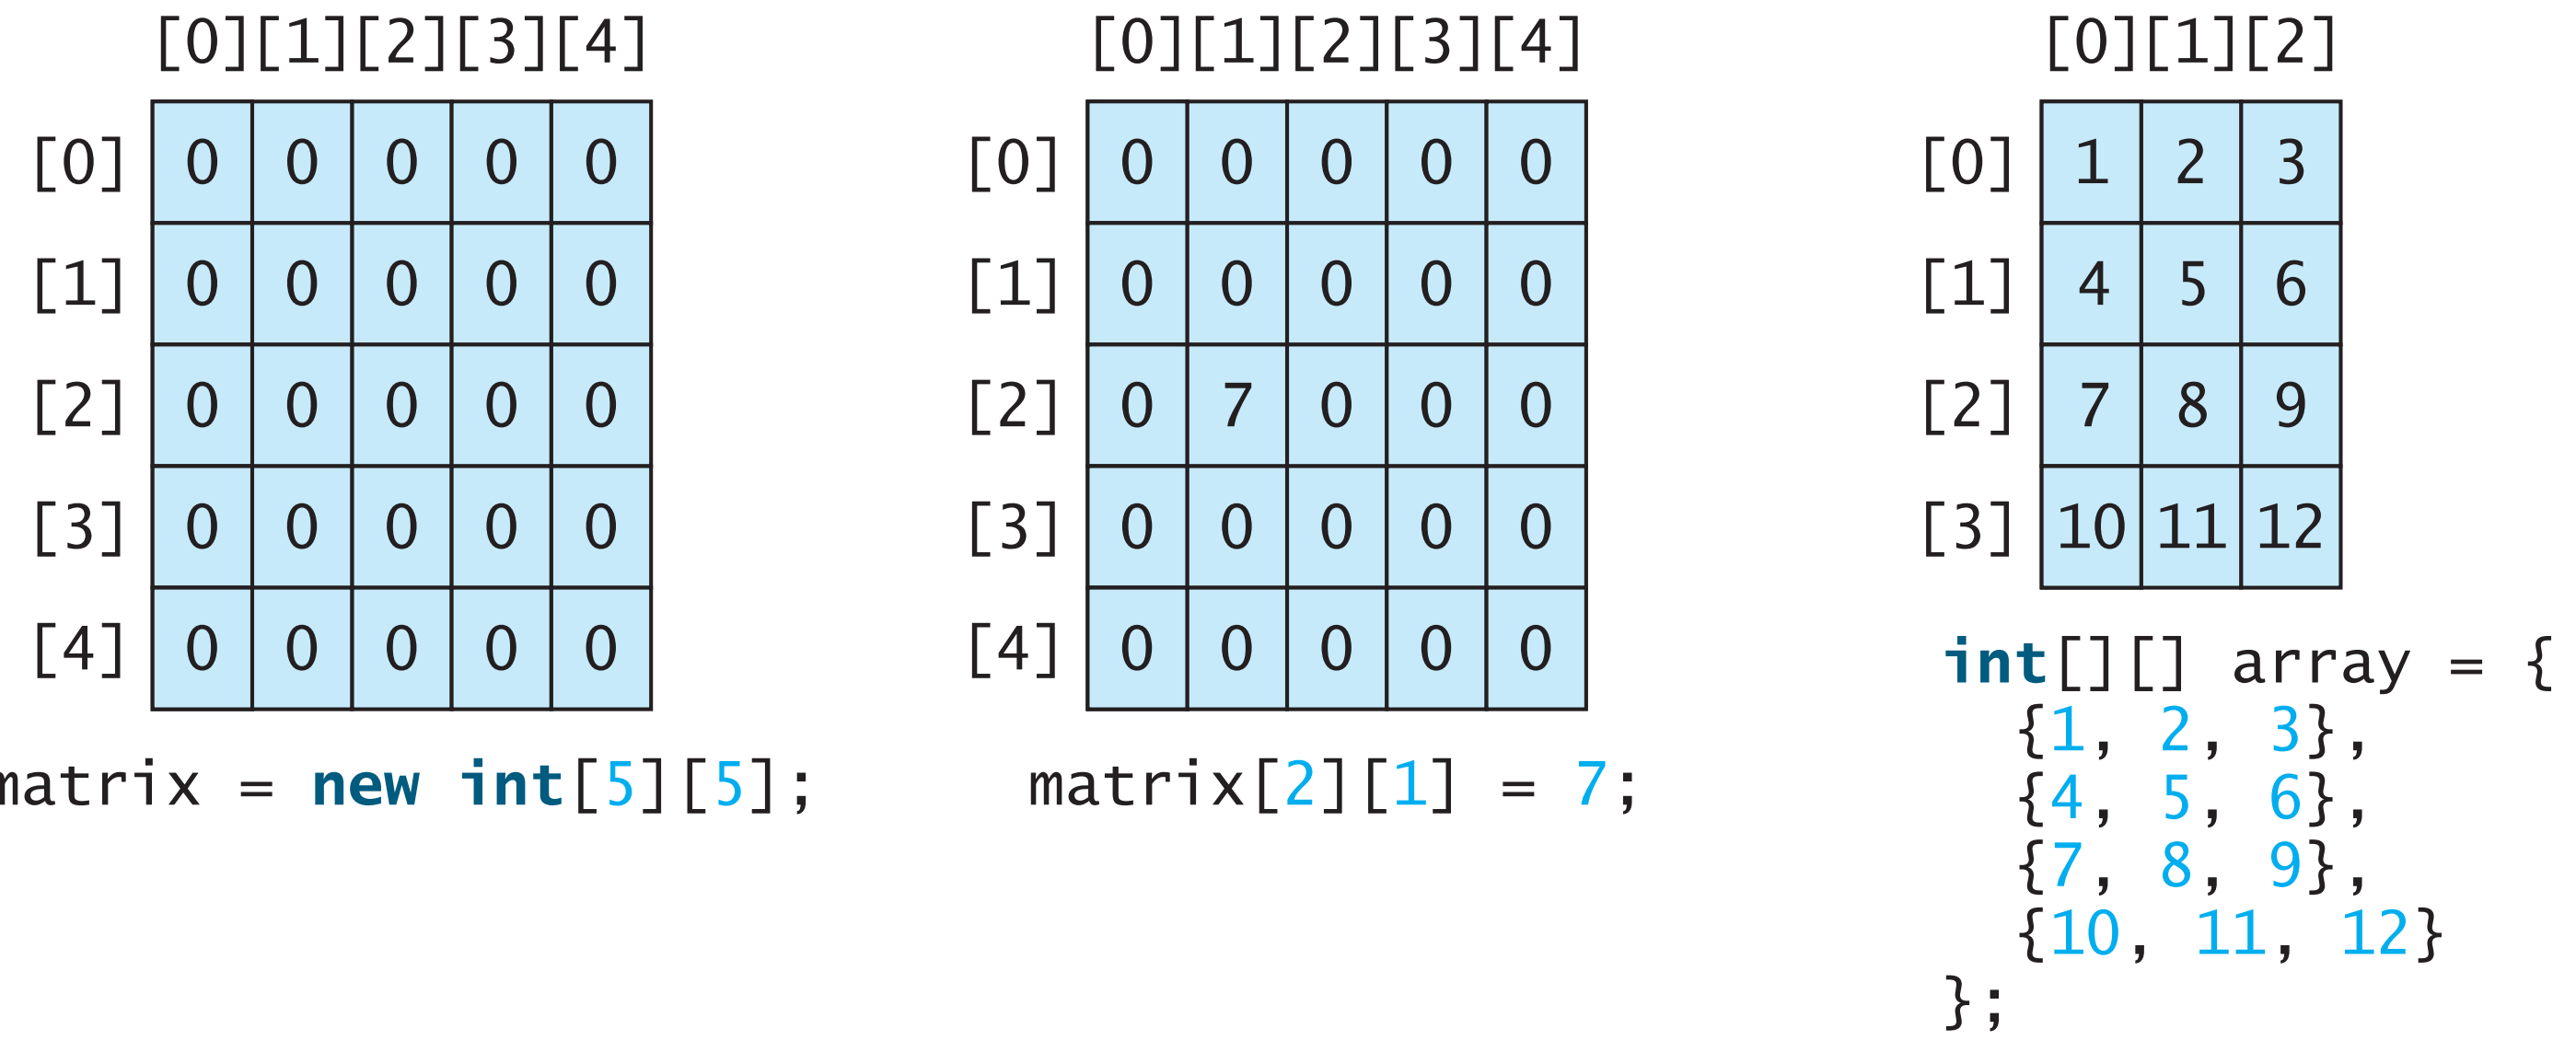 [0][1][2][3][4]
[0] 0 0 0 0 0
[1] 0 0 0 0 0
[2] 0 0 0 0 0
[3] 0 0 0 0 0
[4] 0 0 0 0 0
matrix = new int[5][5];
[0][1][2][3][4]
[0] 0 0 0 0 0
[1] 0 0 0 0 0
[2] 0 7 0 0 0
[3] 0 0 0 0 0
[4] 0 0 0 0 0
matrix[2][1] = 7;
[0][1][2]
[0] 1 2 3
[1] 4 5 6
[2] 7 8 9
[3] 10 11 12
int[][] array = {
{1, 2, 3},
{4, 5, 6},
{7, 8, 9},
{10, 11, 12}
};